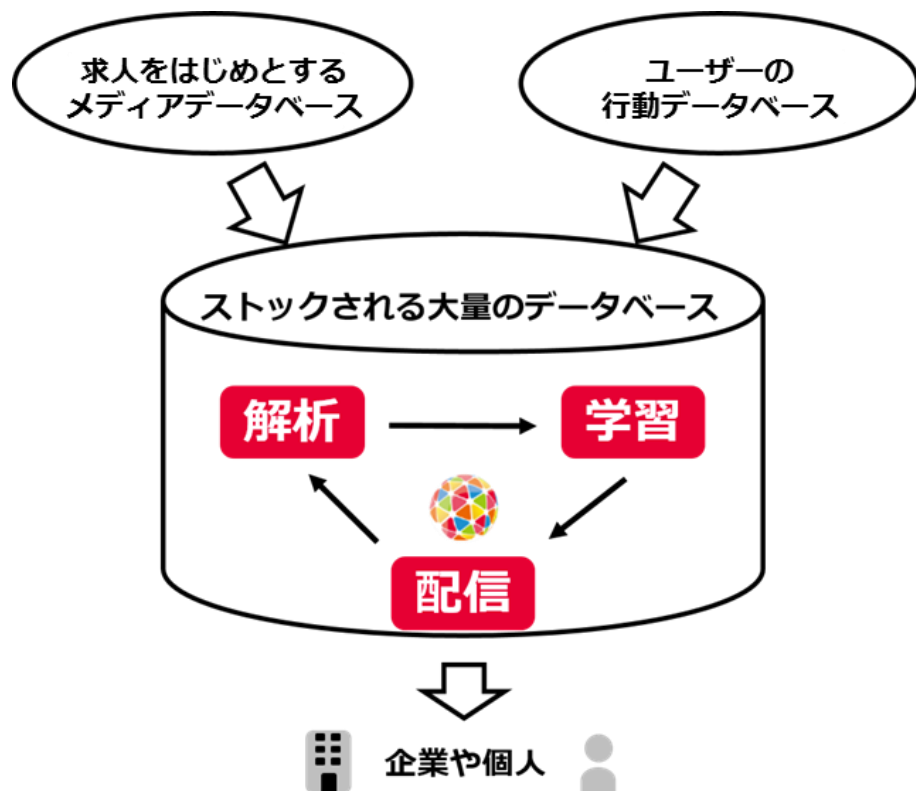 求人をはじめとする
メディアデータベース
ユーザーの
行動データベース
ストックされる大量のデータベース
解析
学習
配信
企業や個人